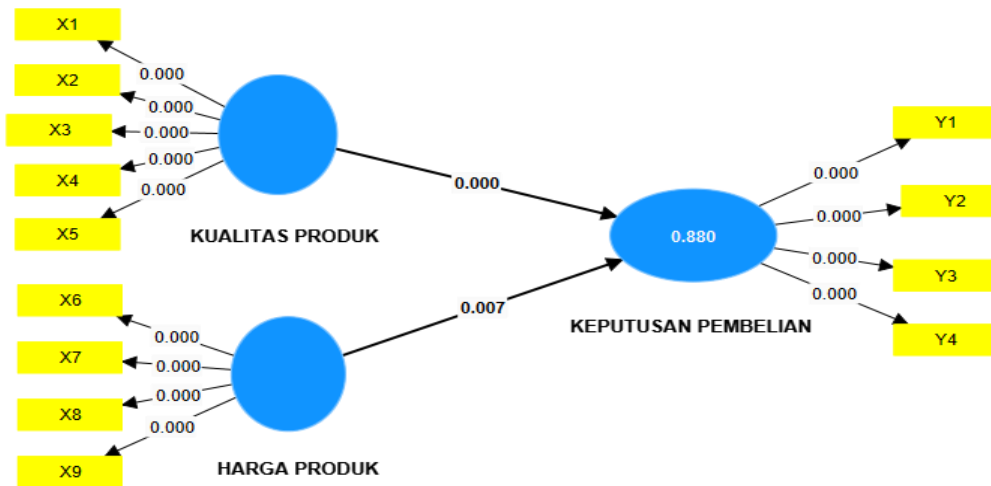 X1
0.000
X2
0.000
X3
0.000
X4
0.000
X5
0.000
KUALITAS PRODUK
0.000
X6
0.000
X7
0.000
X8
0.000
X9
0.000
HARGA PRODUK
0.007
0.880
KEPUTUSAN PEMBELIAN
Y1
0.000
Y2
0.000
Y3
0.000
Y4
0.000